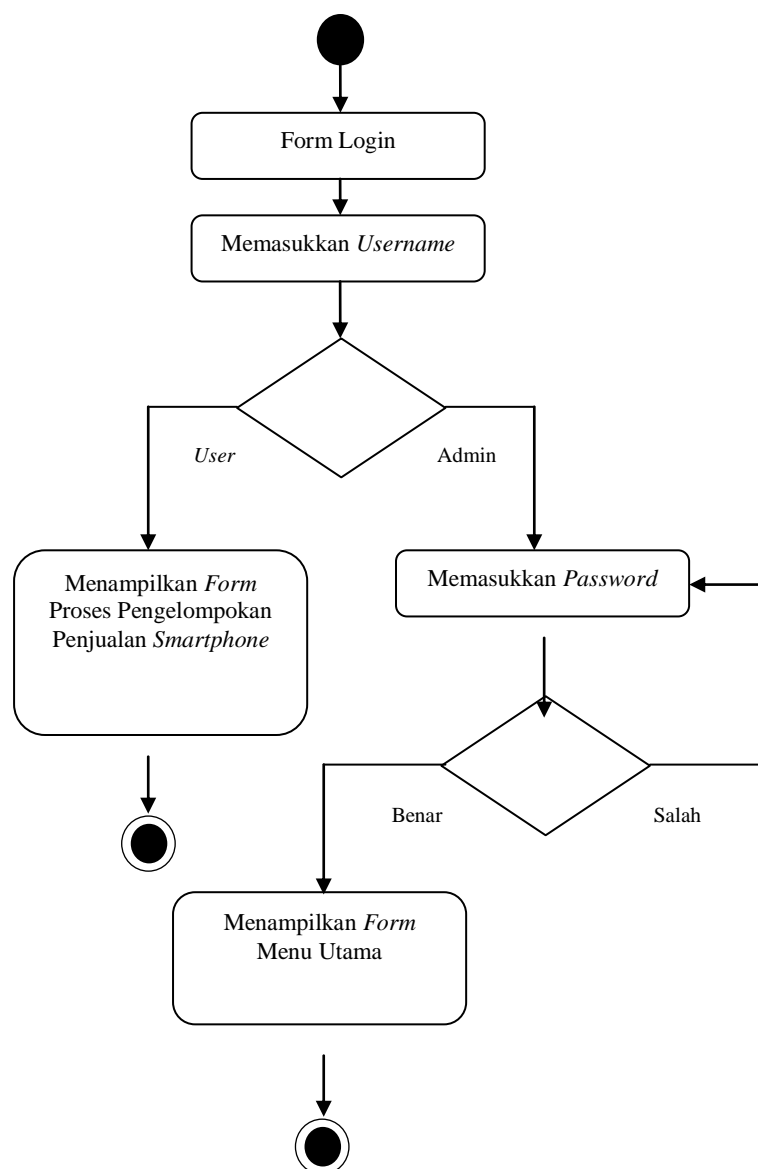 Form Login
Memasukkan Username
User
Admin
Menampilkan Form
Proses Pengelompokan
Penjualan Smartphone
Memasukkan Password
Benar
Salah
Menampilkan Form
Menu Utama